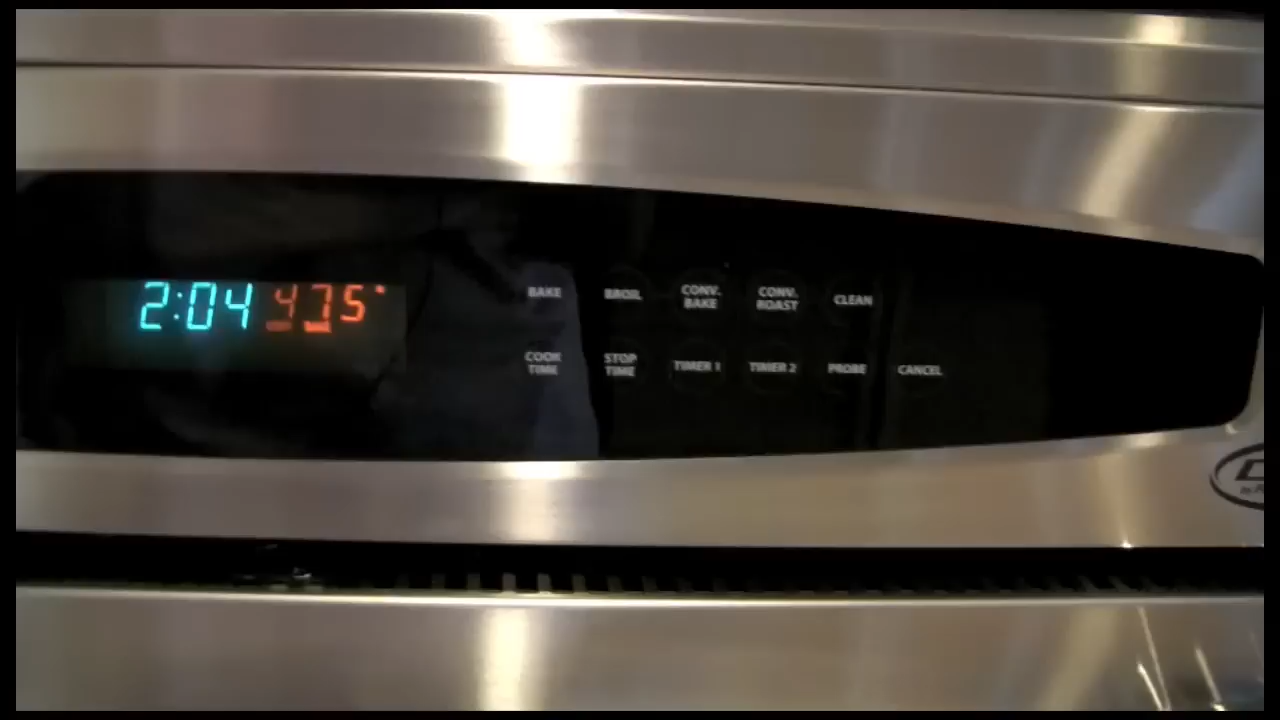 2:04 475°
BAKE BROIL CONV. BAKE CONV. ROAST CLEAN
COOK TIME STOP TIME TIMER 1 TIMER 2 PROBE CANCEL